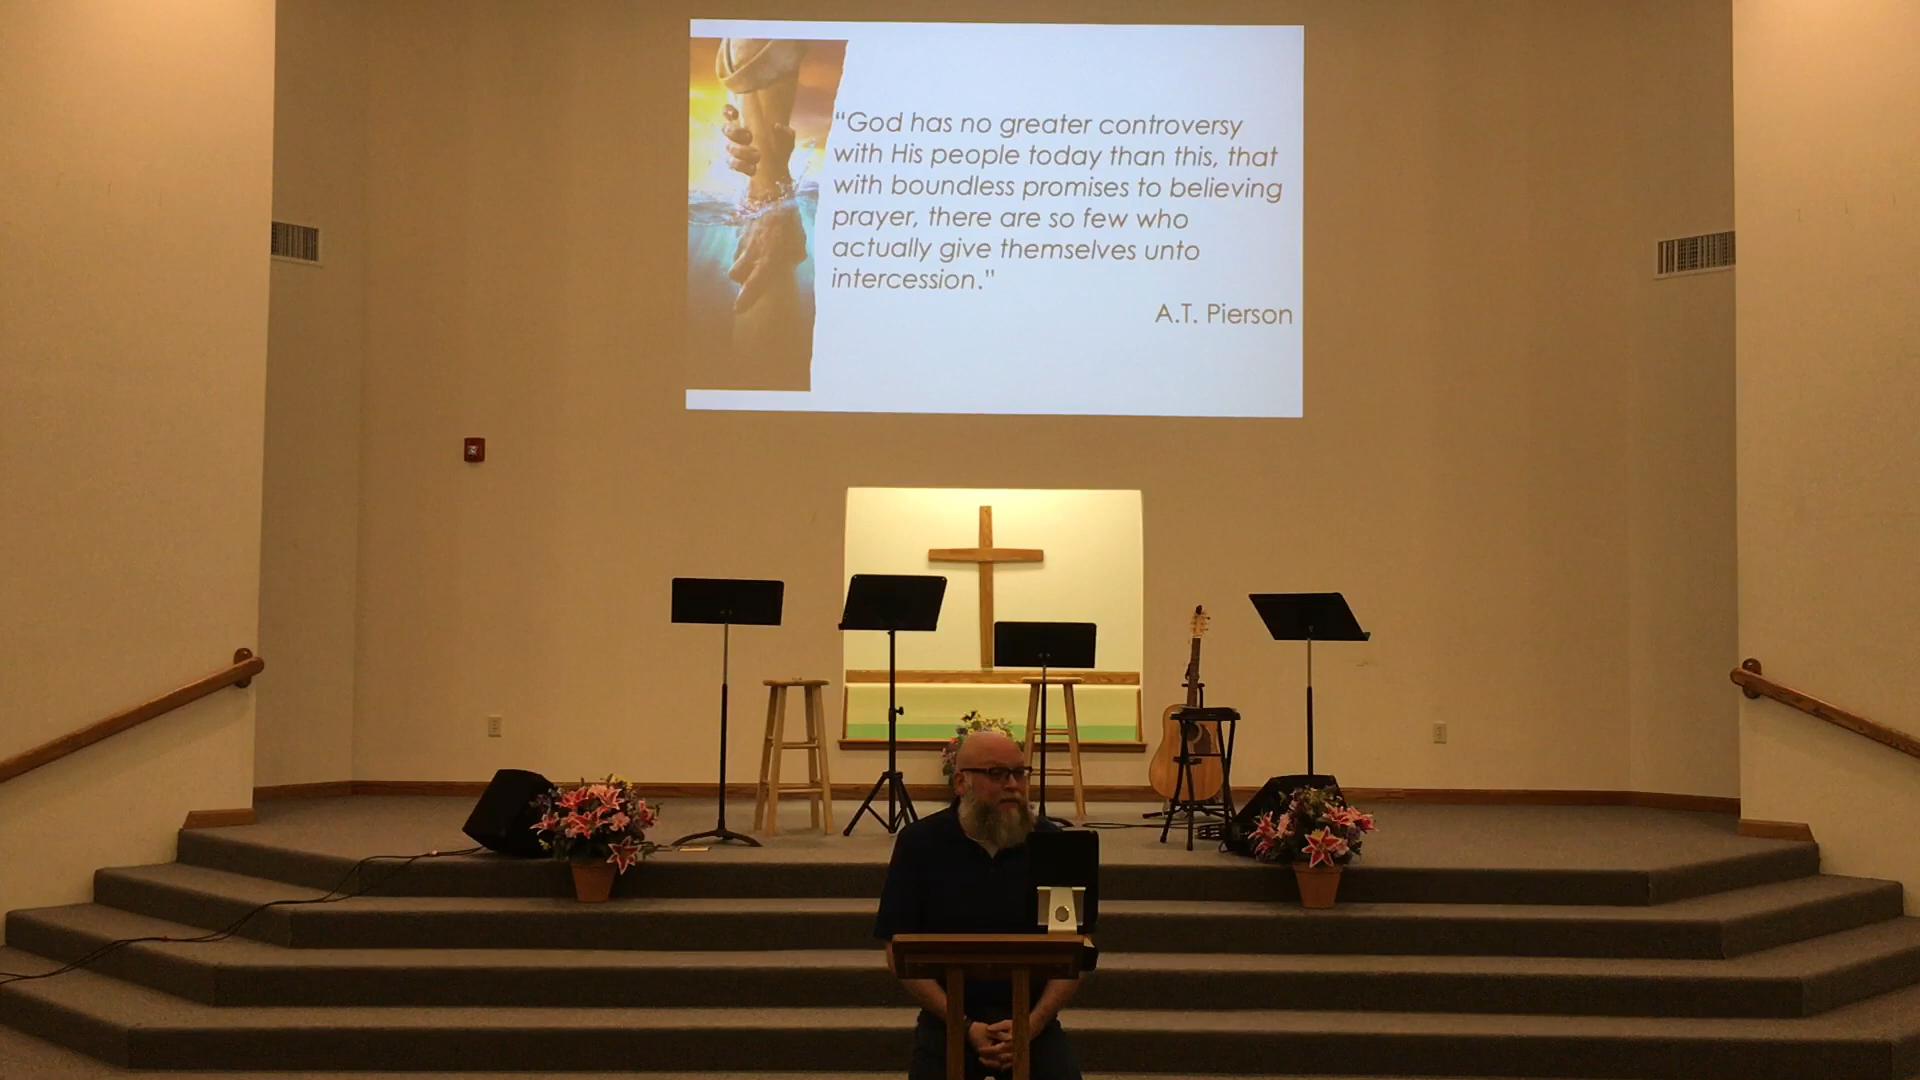 “God has no greater controversy
with His people today than this, that
with boundless promises to believing
prayer, there are so few who
actually give themselves unto
intercession.”
A.T. Pierson